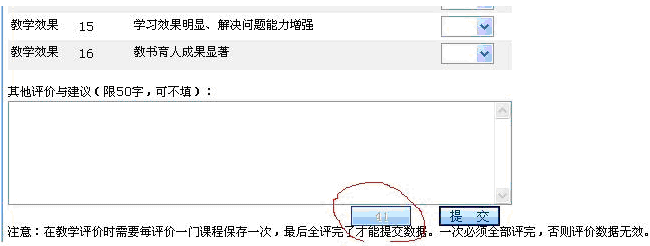 教学效果 15 学习效果明显、解决问题能力增强
教学效果 16 教书育人成果显著
其他评价与建议(限50字,可不填):
41 提 交
注意:在教学评价时需要每评价一门课程保存一次,最后全评完了才能提交数据。一次必须全部评完,否则评价数据无效。